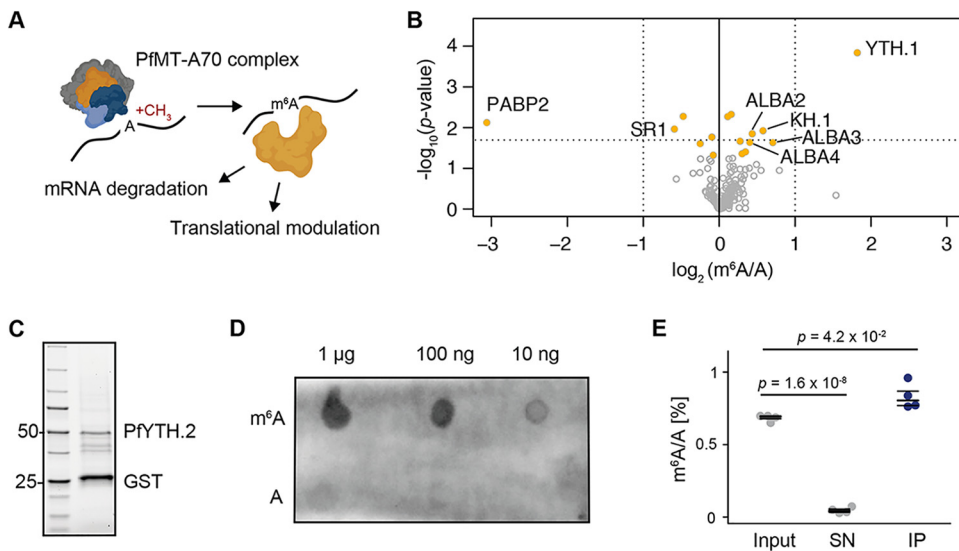 A
PfMT-A70 complex
+CH₃
A
m⁶A
mRNA degradation
Translational modulation
B
-log₁₀(p-value)
4
3
2
1
0
−3
−2
−1
0
1
2
3
log₂ (m⁶A/A)
YTH.1
PABP2
ALBA2
KH.1
SR1
ALBA3
ALBA4
C
50
PfYTH.2
25
GST
D
1 µg 100 ng 10 ng
m⁶A
A
E
p = 4.2 x 10⁻²
p = 1.6 x 10⁻⁸
m⁶A/A [%]
1
0.5
0
Input SN IP